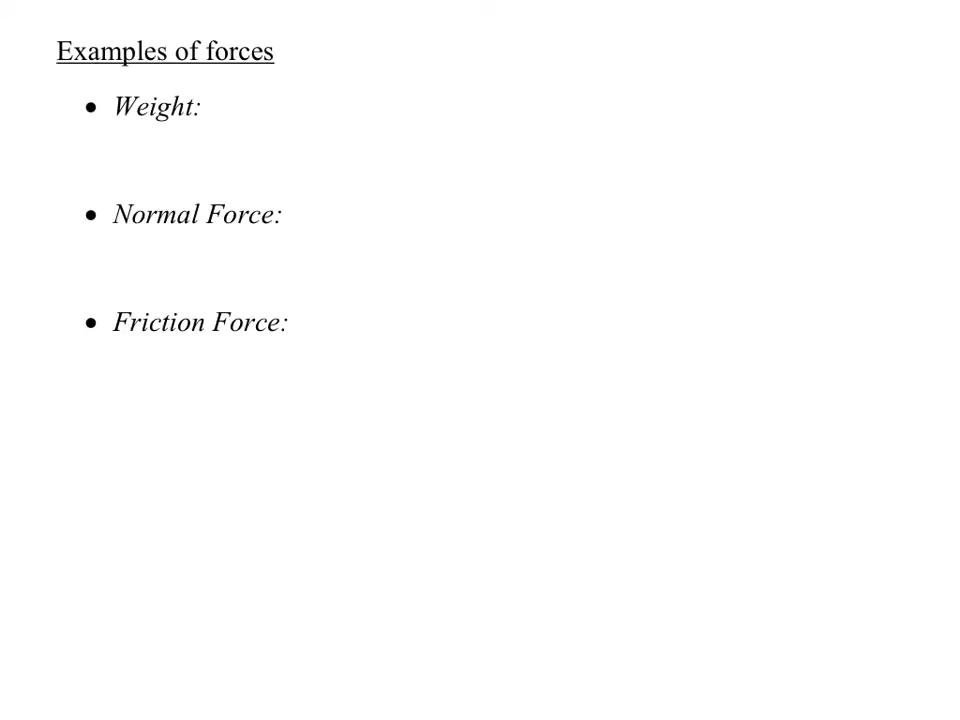 Examples of forces
• Weight:
• Normal Force:
• Friction Force: